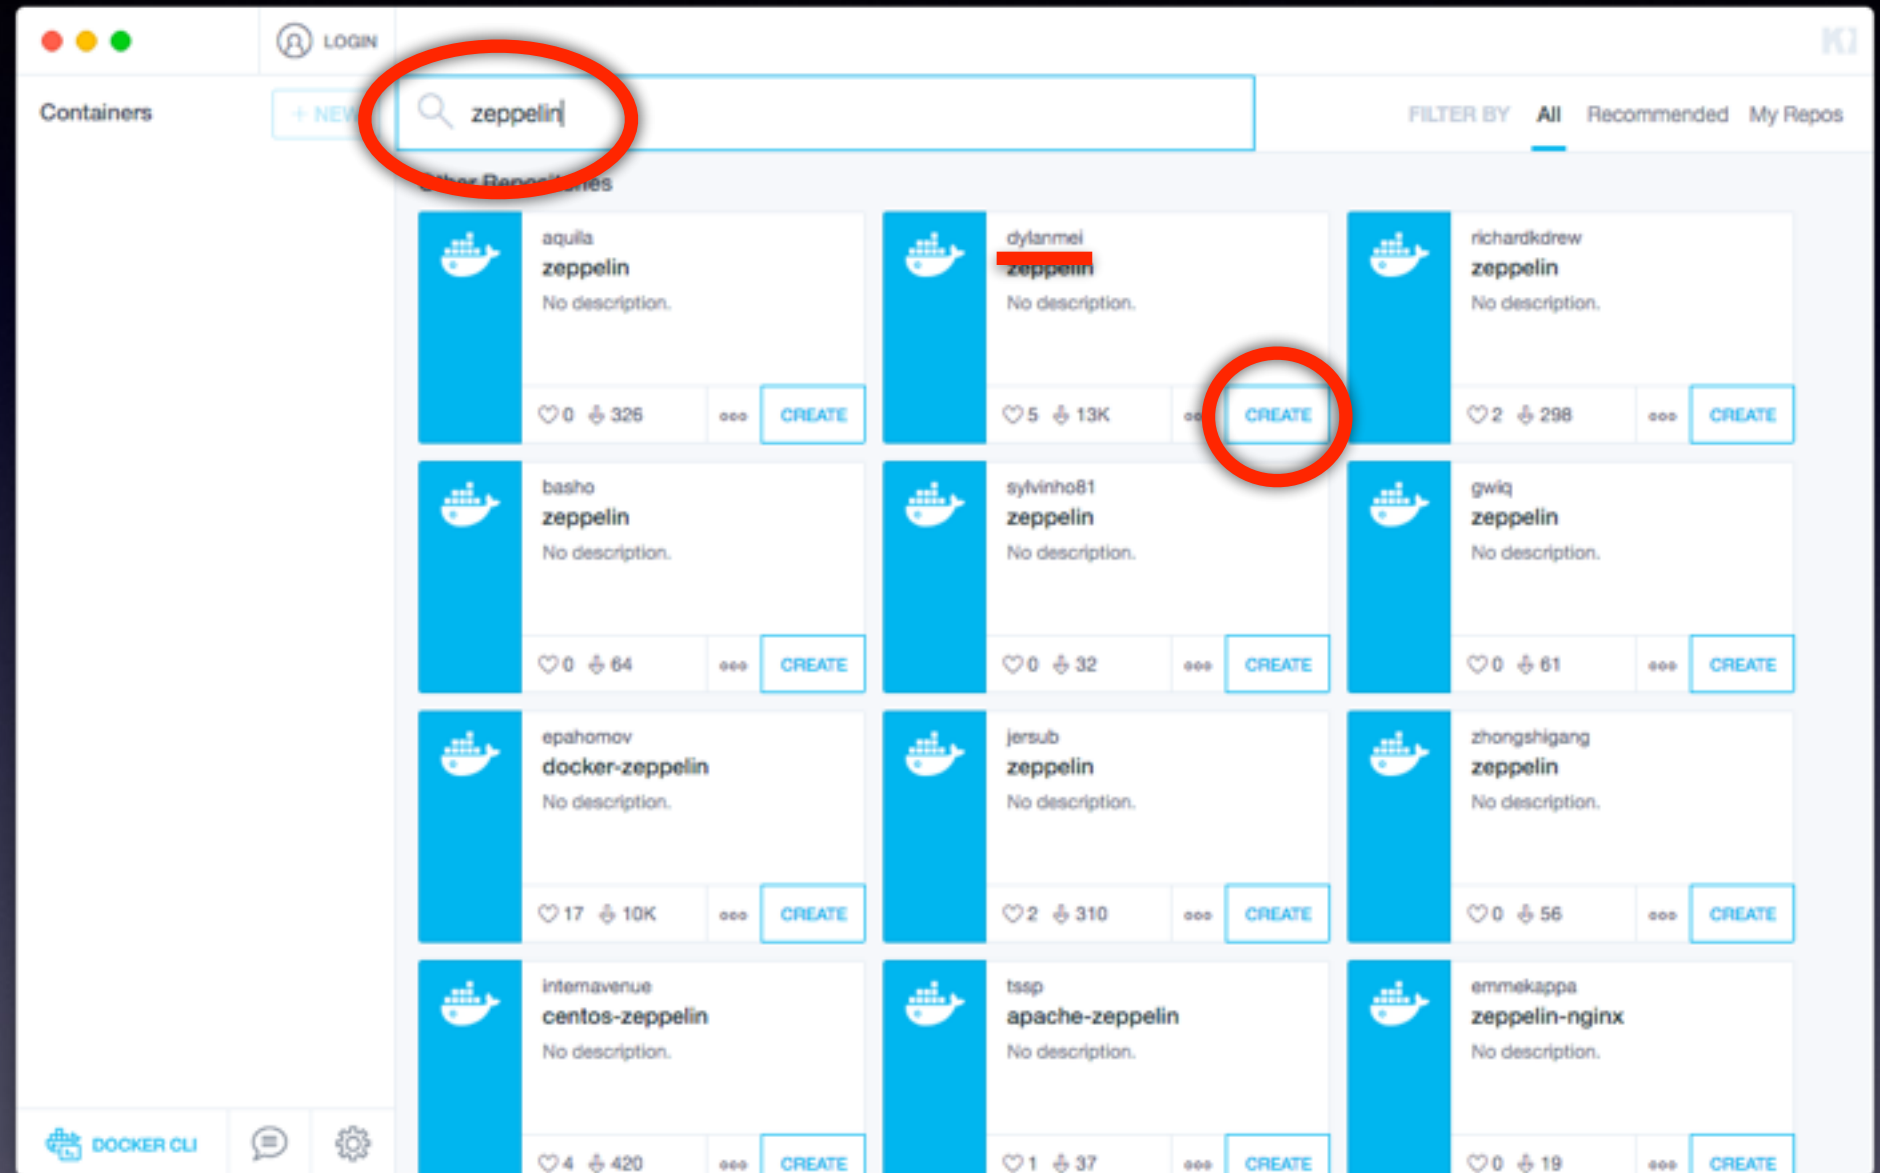 LOGIN
Containers
+ NEW
zeppelin
FILTER BY All Recommended My Repos
Other Repositories
aquila
zeppelin
No description.
0 326
CREATE
dylanmei
zeppelin
No description.
5 13K
CREATE
richardkdrew
zeppelin
No description.
2 298
CREATE
basho
zeppelin
No description.
0 64
CREATE
sylvinho81
zeppelin
No description.
0 32
CREATE
gwiq
zeppelin
No description.
0 61
CREATE
epahomov
docker-zeppelin
No description.
17 10K
CREATE
jersub
zeppelin
No description.
2 310
CREATE
zhongshigang
zeppelin
No description.
0 56
CREATE
internavenue
centos-zeppelin
No description.
4 420
CREATE
tssp
apache-zeppelin
No description.
1 37
CREATE
emmekappa
zeppelin-nginx
No description.
0 19
CREATE
DOCKER CLI